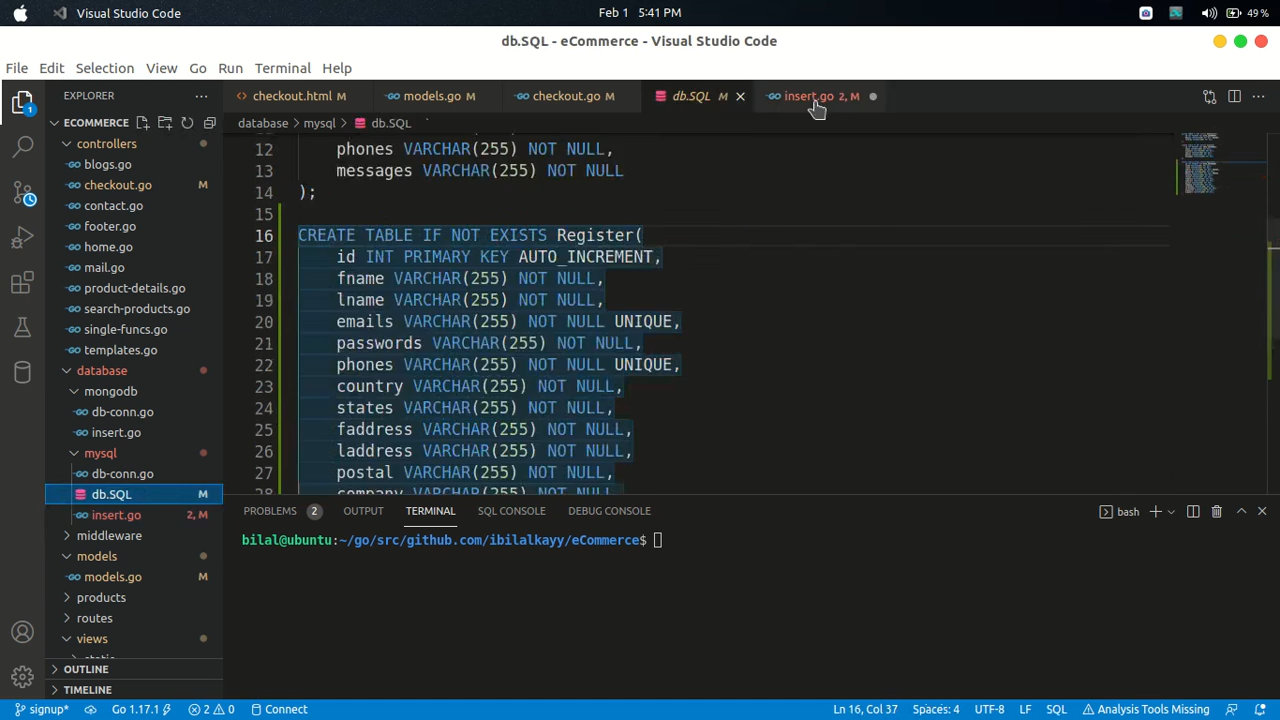 Visual Studio Code
Feb 1 5:41 PM
49 %
db.SQL - eCommerce - Visual Studio Code
File Edit Selection View Go Run Terminal Help
EXPLORER
checkout.html M
models.go M
checkout.go M
db.SQL M
insert.go 2, M
ECOMMERCE
database > mysql > db.SQL
controllers
blogs.go
checkout.go M
contact.go
footer.go
home.go
mail.go
product-details.go
search-products.go
single-funcs.go
templates.go
database
mongodb
db-conn.go
insert.go
mysql
db-conn.go
db.SQL M
insert.go 2, M
middleware
models
models.go M
products
routes
views
OUTLINE
TIMELINE
12 phones VARCHAR(255) NOT NULL,
13 messages VARCHAR(255) NOT NULL
14 );
15
16 CREATE TABLE IF NOT EXISTS Register(
17 id INT PRIMARY KEY AUTO_INCREMENT,
18 fname VARCHAR(255) NOT NULL,
19 lname VARCHAR(255) NOT NULL,
20 emails VARCHAR(255) NOT NULL UNIQUE,
21 passwords VARCHAR(255) NOT NULL,
22 phones VARCHAR(255) NOT NULL UNIQUE,
23 country VARCHAR(255) NOT NULL,
24 states VARCHAR(255) NOT NULL,
25 faddress VARCHAR(255) NOT NULL,
26 laddress VARCHAR(255) NOT NULL,
27 postal VARCHAR(255) NOT NULL,
28 company VARCHAR(255) NOT NULL,
PROBLEMS 2 OUTPUT TERMINAL SQL CONSOLE DEBUG CONSOLE
bash
bilal@ubuntu:~/go/src/github.com/ibilalkayy/eCommerce$
signup* Go 1.17.1 2 0 Connect
Ln 16, Col 37 Spaces: 4 UTF-8 LF SQL Analysis Tools Missing